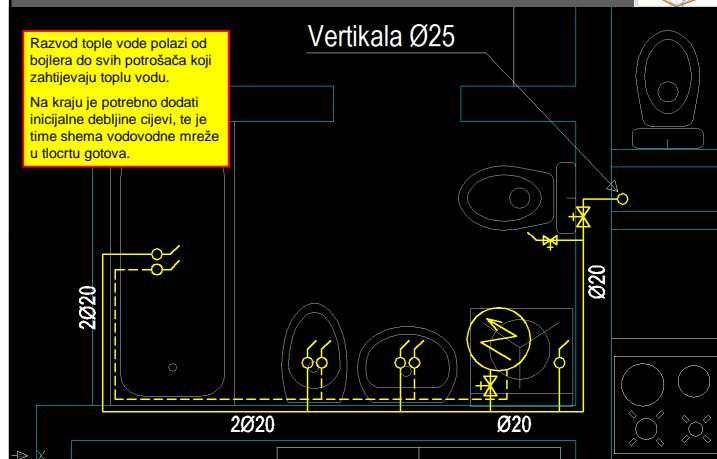 Razvod tople vode polazi od
bojlera do svih potrošača koji
zahtijevaju toplu vodu.
Na kraju je potrebno dodati
inicijalne debljine cijevi, te je
time shema vodovodne mreže
u tlocrtu gotova.
Vertikala Ø25
Ø20
2Ø20
2Ø20
Ø20
X